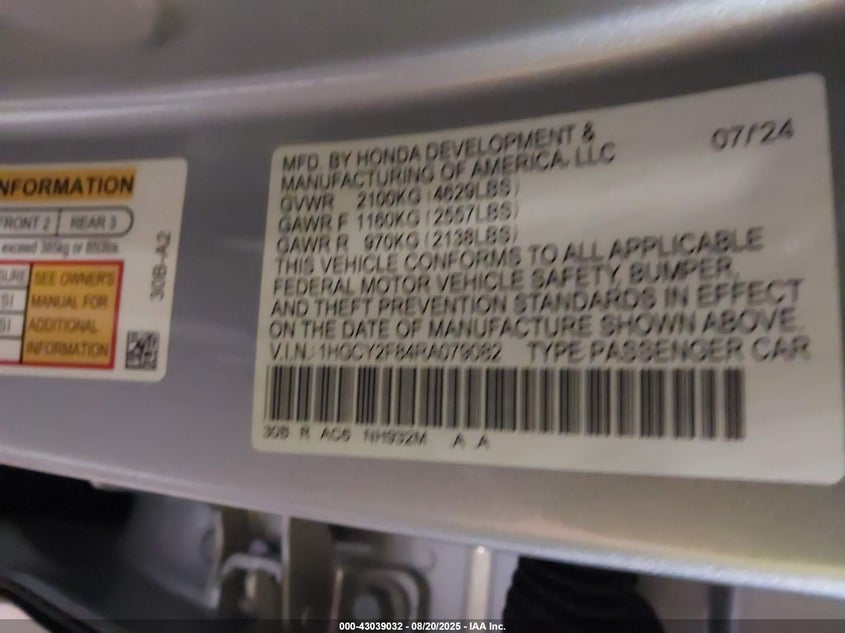 INFORMATION
FRONT 2 REAR 3
exceed 385kg or 850lbs.
SEE OWNER'S
MANUAL FOR
ADDITIONAL
INFORMATION
30B-A2
07/'24
MFD. BY HONDA DEVELOPMENT &
MANUFACTURING OF AMERICA, LLC
GVWR 2100KG (4629LBS)
GAWR F 1160KG (2557LBS)
GAWR R 970KG (2138LBS)
THIS VEHICLE CONFORMS TO ALL APPLICABLE
FEDERAL MOTOR VEHICLE SAFETY, BUMPER,
AND THEFT PREVENTION STANDARDS IN EFFECT
ON THE DATE OF MANUFACTURE SHOWN ABOVE.
V.I.N.: 1HGCY2F84RA079082 TYPE PASSENGER CAR
30B R AC6 NH932M A A
000-43039032 - 08/20/2025 - IAA Inc.